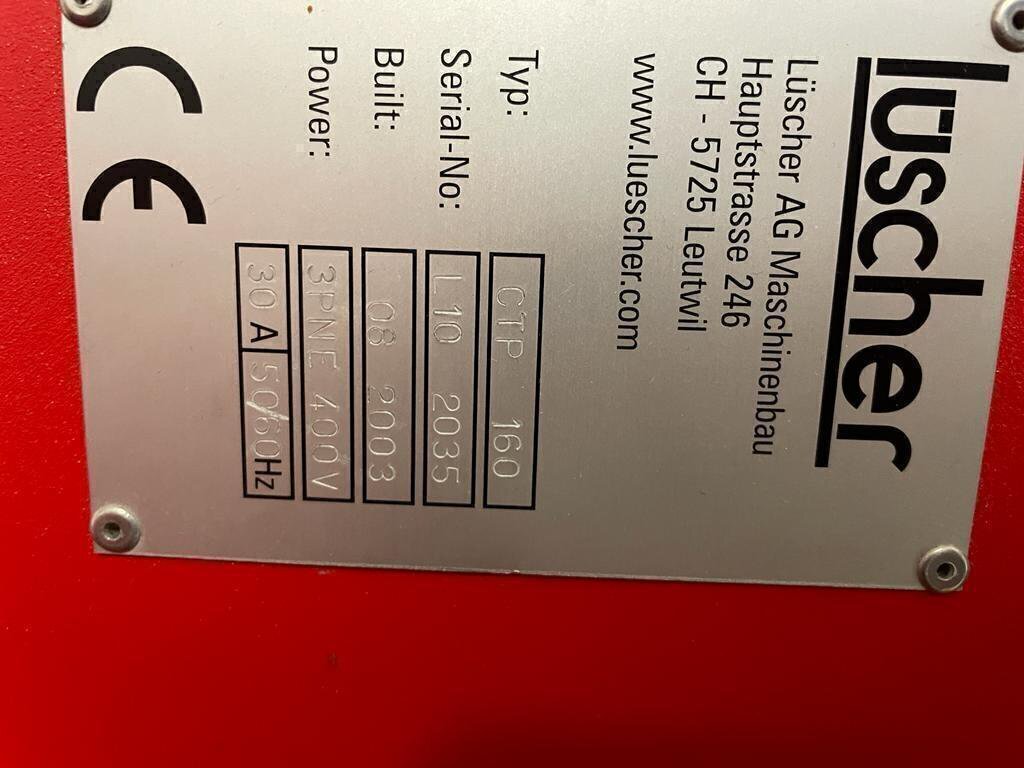 lüscher
Lüscher AG Maschinenbau
Hauptstrasse 246
CH - 5725 Leutwil
www.luescher.com
Typ: CTP 160
Serial-No: L10 2035
Built: 08 2003
Power: 3PNE 400V
30 A 50/60Hz
CE